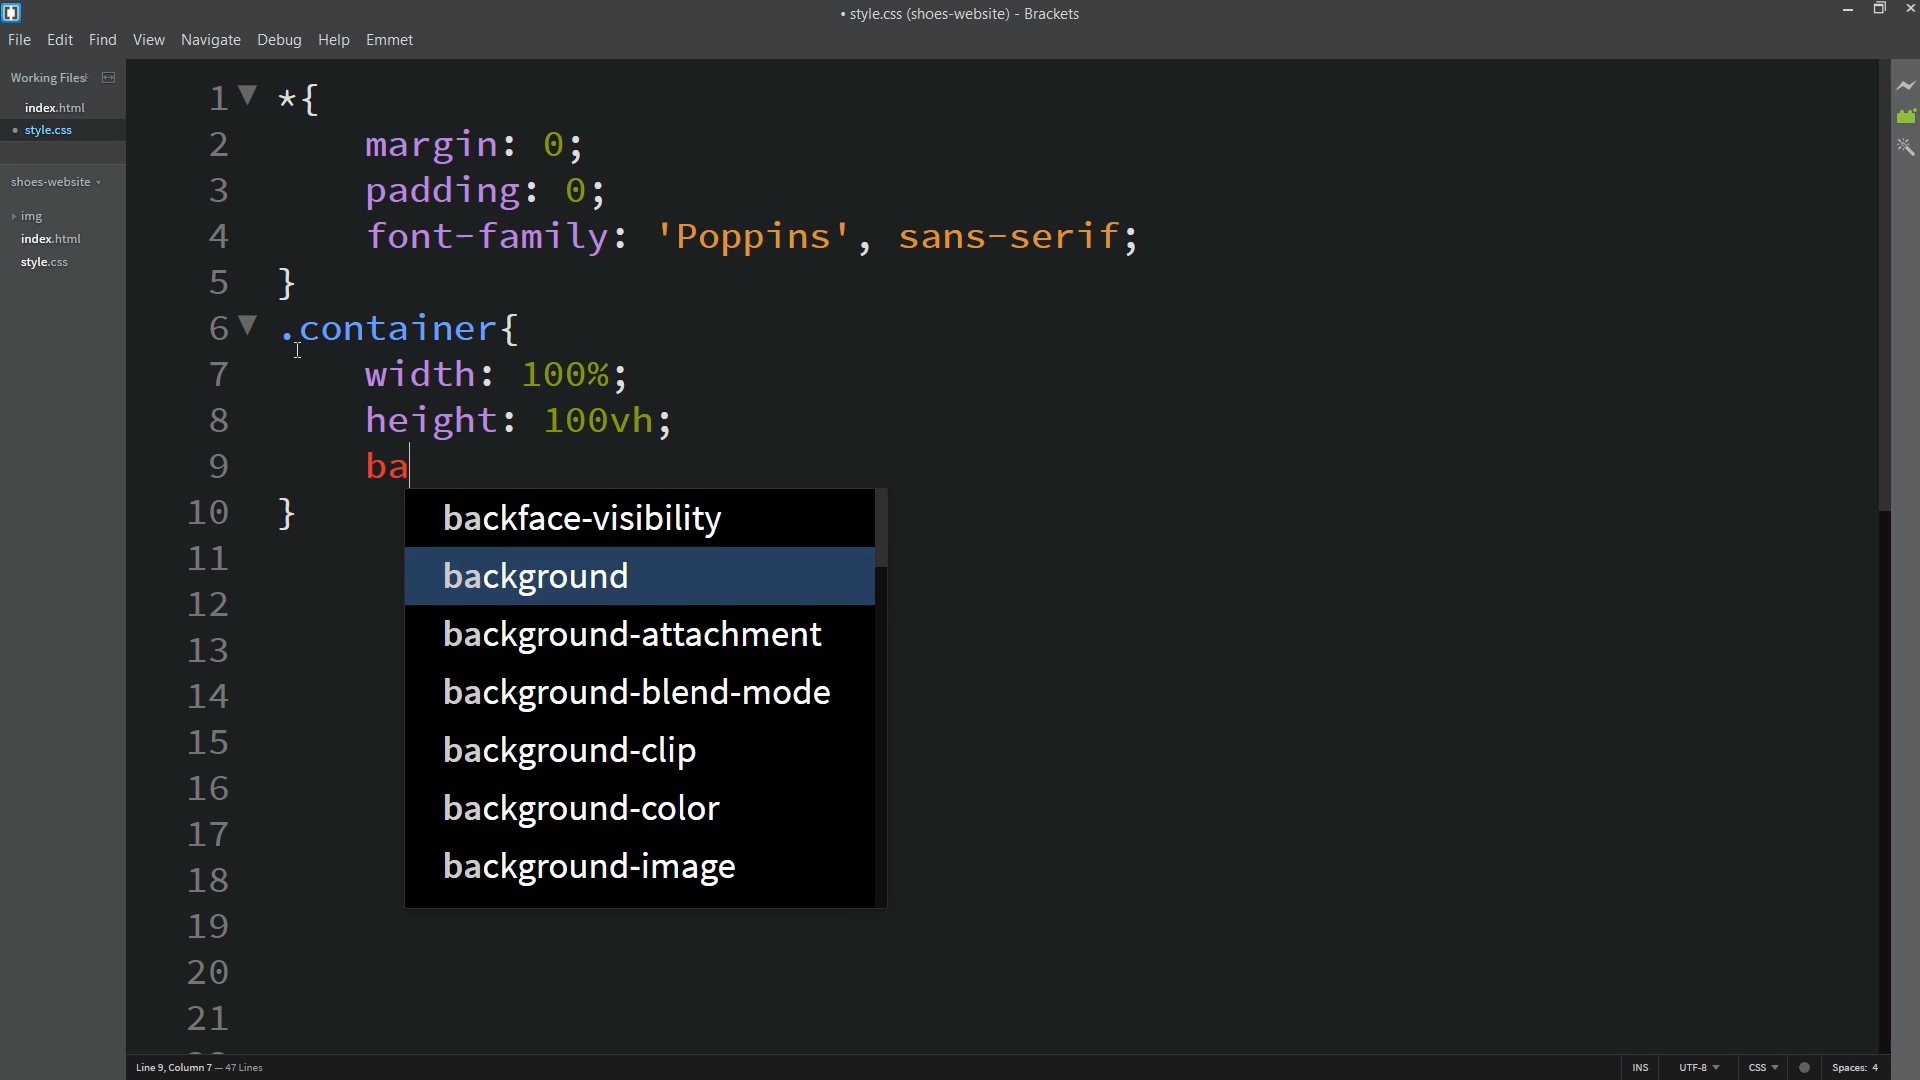 • style.css (shoes-website) - Brackets
File Edit Find View Navigate Debug Help Emmet
Working Files
index.html
• style.css
shoes-website
img
index.html
style.css
1 *{
2 margin: 0;
3 padding: 0;
4 font-family: 'Poppins', sans-serif;
5 }
6 .container{
7 width: 100%;
8 height: 100vh;
9 ba
10 }
backface-visibility
background
background-attachment
background-blend-mode
background-clip
background-color
background-image
11
12
13
14
15
16
17
18
19
20
21
Line 9, Column 7 — 47 Lines
INS UTF-8 CSS Spaces: 4